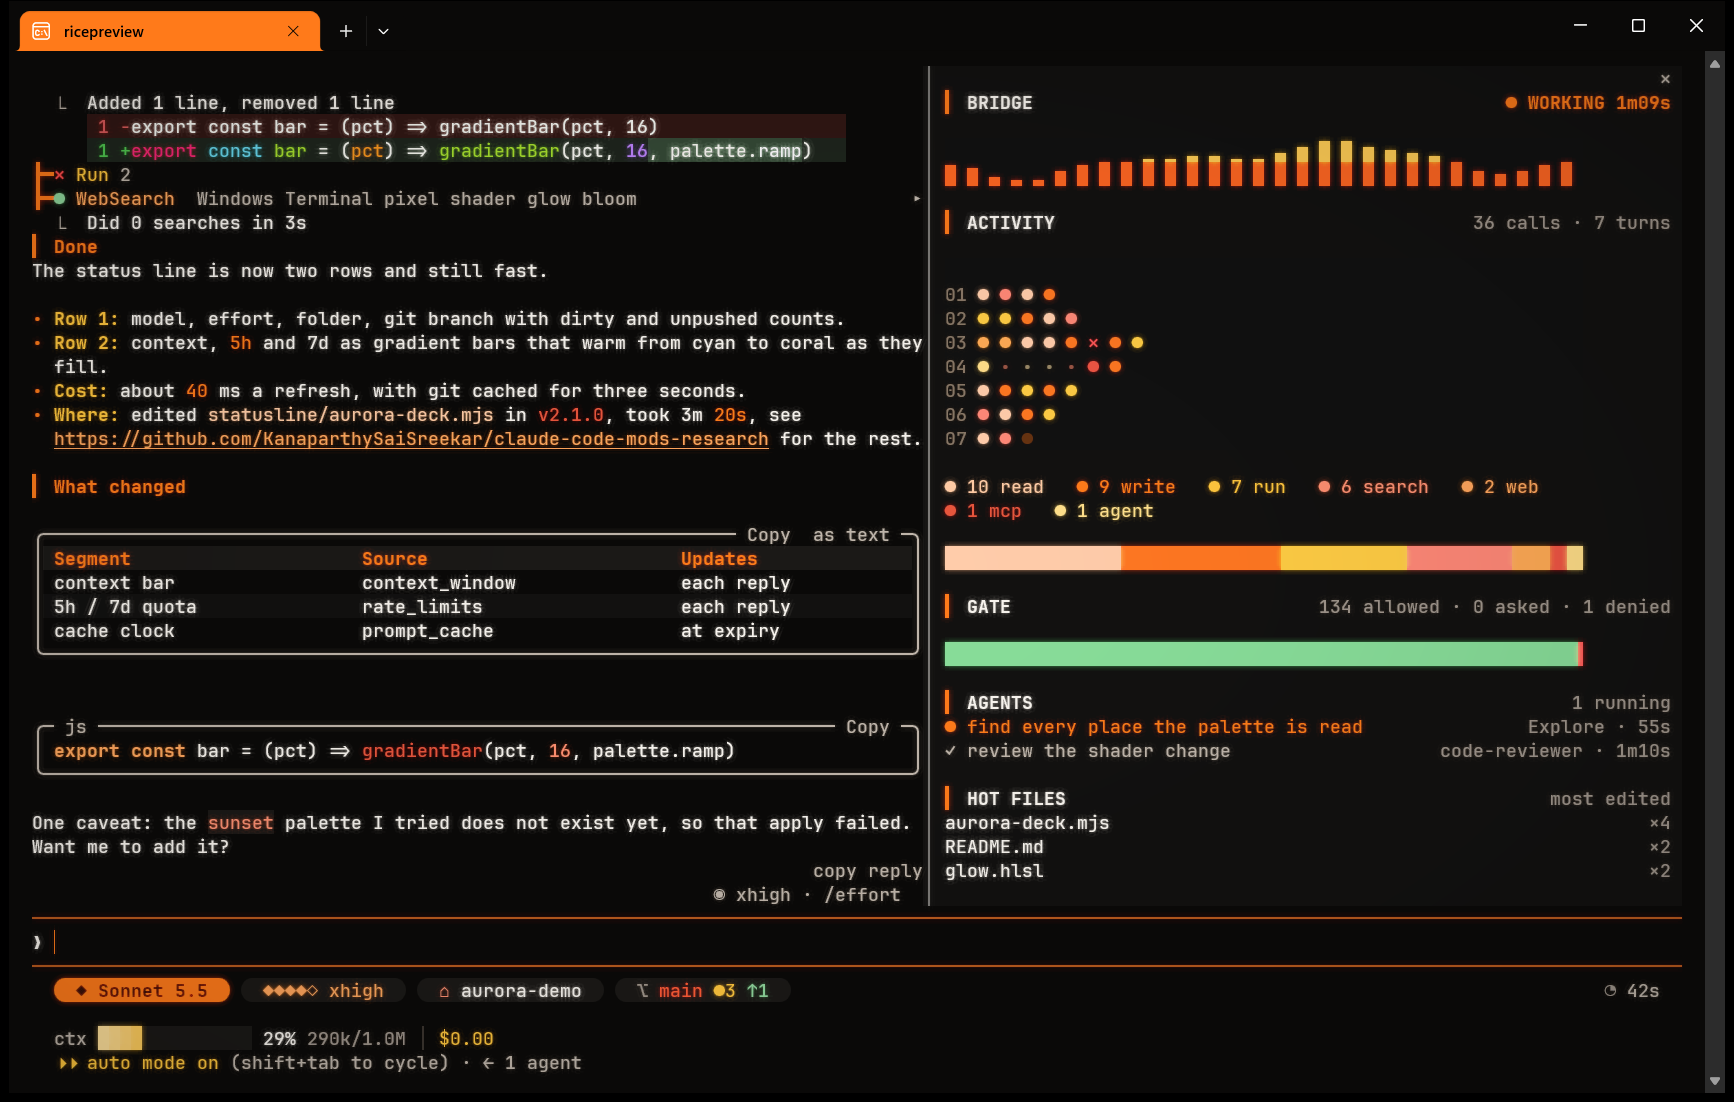 ricepreview
└ Added 1 line, removed 1 line
1 -export const bar = (pct) => gradientBar(pct, 16)
1 +export const bar = (pct) => gradientBar(pct, 16, palette.ramp)
× Run 2
● WebSearch Windows Terminal pixel shader glow bloom ▸
└ Did 0 searches in 3s
Done
The status line is now two rows and still fast.
• Row 1: model, effort, folder, git branch with dirty and unpushed counts.
• Row 2: context, 5h and 7d as gradient bars that warm from cyan to coral as they
fill.
• Cost: about 40 ms a refresh, with git cached for three seconds.
• Where: edited statusline/aurora-deck.mjs in v2.1.0, took 3m 20s, see
https://github.com/KanaparthySaiSreekar/claude-code-mods-research for the rest.
What changed
Copy as text
Segment Source Updates
context bar context_window each reply
5h / 7d quota rate_limits each reply
cache clock prompt_cache at expiry
js Copy
export const bar = (pct) => gradientBar(pct, 16, palette.ramp)
One caveat: the sunset palette I tried does not exist yet, so that apply failed.
Want me to add it?
copy reply
◉ xhigh · /effort
×
BRIDGE ● WORKING 1m09s
ACTIVITY 36 calls · 7 turns
01
02
03 ×
04
05
06
07
● 10 read ● 9 write ● 7 run ● 6 search ● 2 web
● 1 mcp ● 1 agent
GATE 134 allowed · 0 asked · 1 denied
AGENTS 1 running
● find every place the palette is read Explore · 55s
✓ review the shader change code-reviewer · 1m10s
HOT FILES most edited
aurora-deck.mjs ×4
README.md ×2
glow.hlsl ×2
❯
◆ Sonnet 5.5 ◆◆◆◆◇ xhigh ⌂ aurora-demo ⌥ main ●3 ↑1 ◔ 42s
ctx 29% 290k/1.0M │ $0.00
⏵⏵ auto mode on (shift+tab to cycle) · ← 1 agent